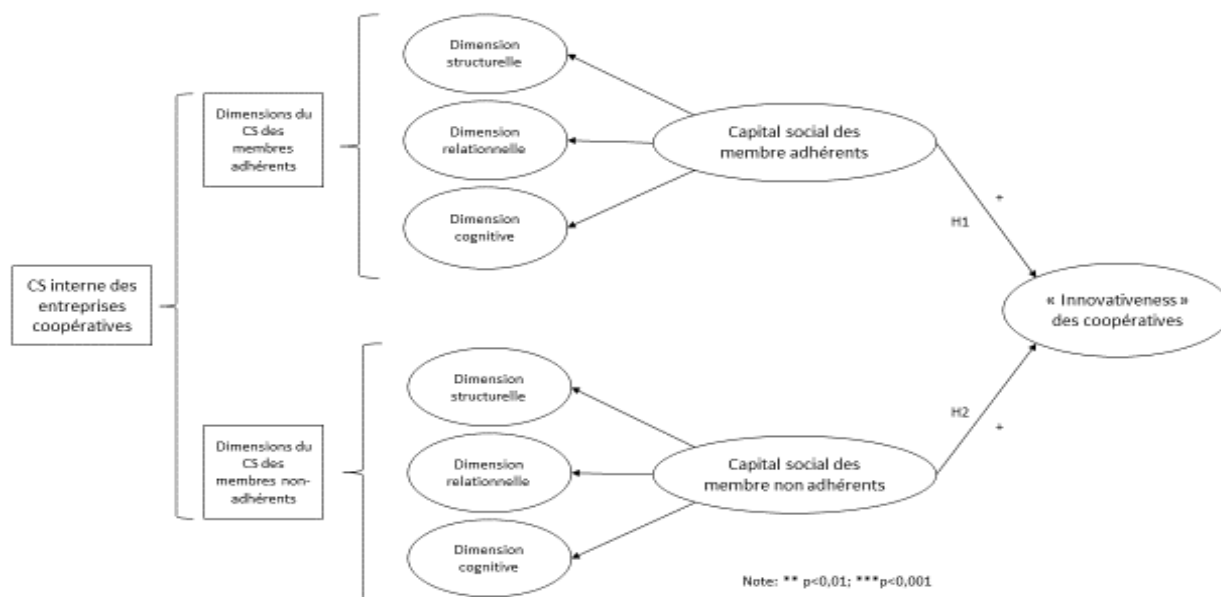 Dimension
structurelle
Dimensions du
CS des
membres
adhérents
Dimension
relationnelle
Capital social des
membre adhérents
Dimension
cognitive
+
H1
CS interne des
entreprises
coopératives
« Innovativeness »
des coopératives
Dimension
structurelle
H2
+
Dimensions du
CS des
membres non-
adhérents
Dimension
relationnelle
Capital social des
membre non adhérents
Dimension
cognitive
Note: ** p<0,01; ***p<0,001